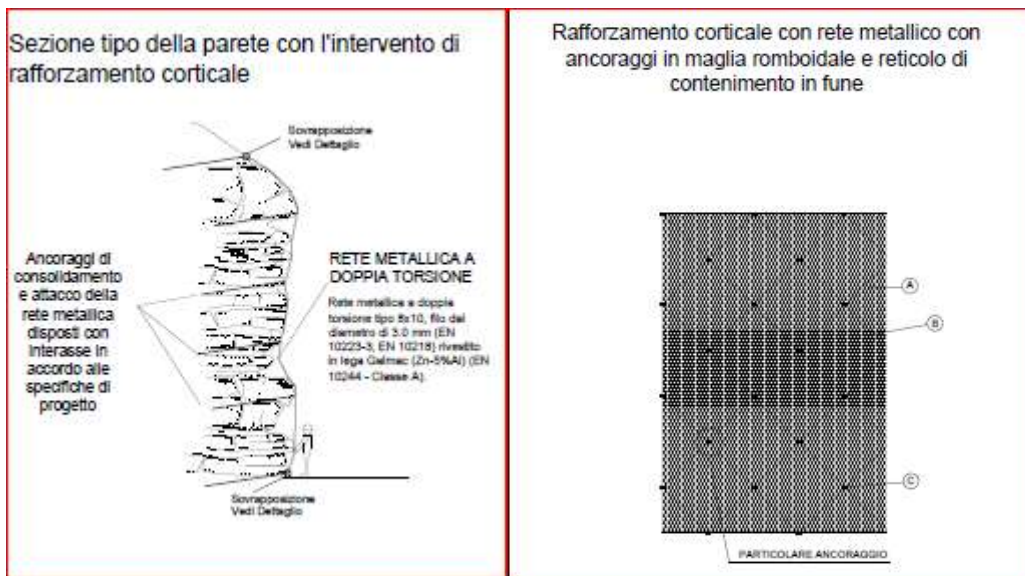 Sezione tipo della parete con l'intervento di
rafforzamento corticale
Sovrapposizione
Vedi Dettaglio
Ancoraggi di
consolidamento
e attacco della
rete metallica
disposti con
interasse in
accordo alle
specifiche di
progetto
RETE METALLICA A
DOPPIA TORSIONE
Rete metallica a doppia
torsione tipo 8x10, filo del
diametro di 3.0 mm (EN
10223-3, EN 10218) rivestito
in lega Galmac (Zn-5%Al) (EN
10244 - Classe A).
Sovrapposizione
Vedi Dettaglio
Rafforzamento corticale con rete metallico con
ancoraggi in maglia romboidale e reticolo di
contenimento in fune
A
B
C
PARTICOLARE ANCORAGGIO